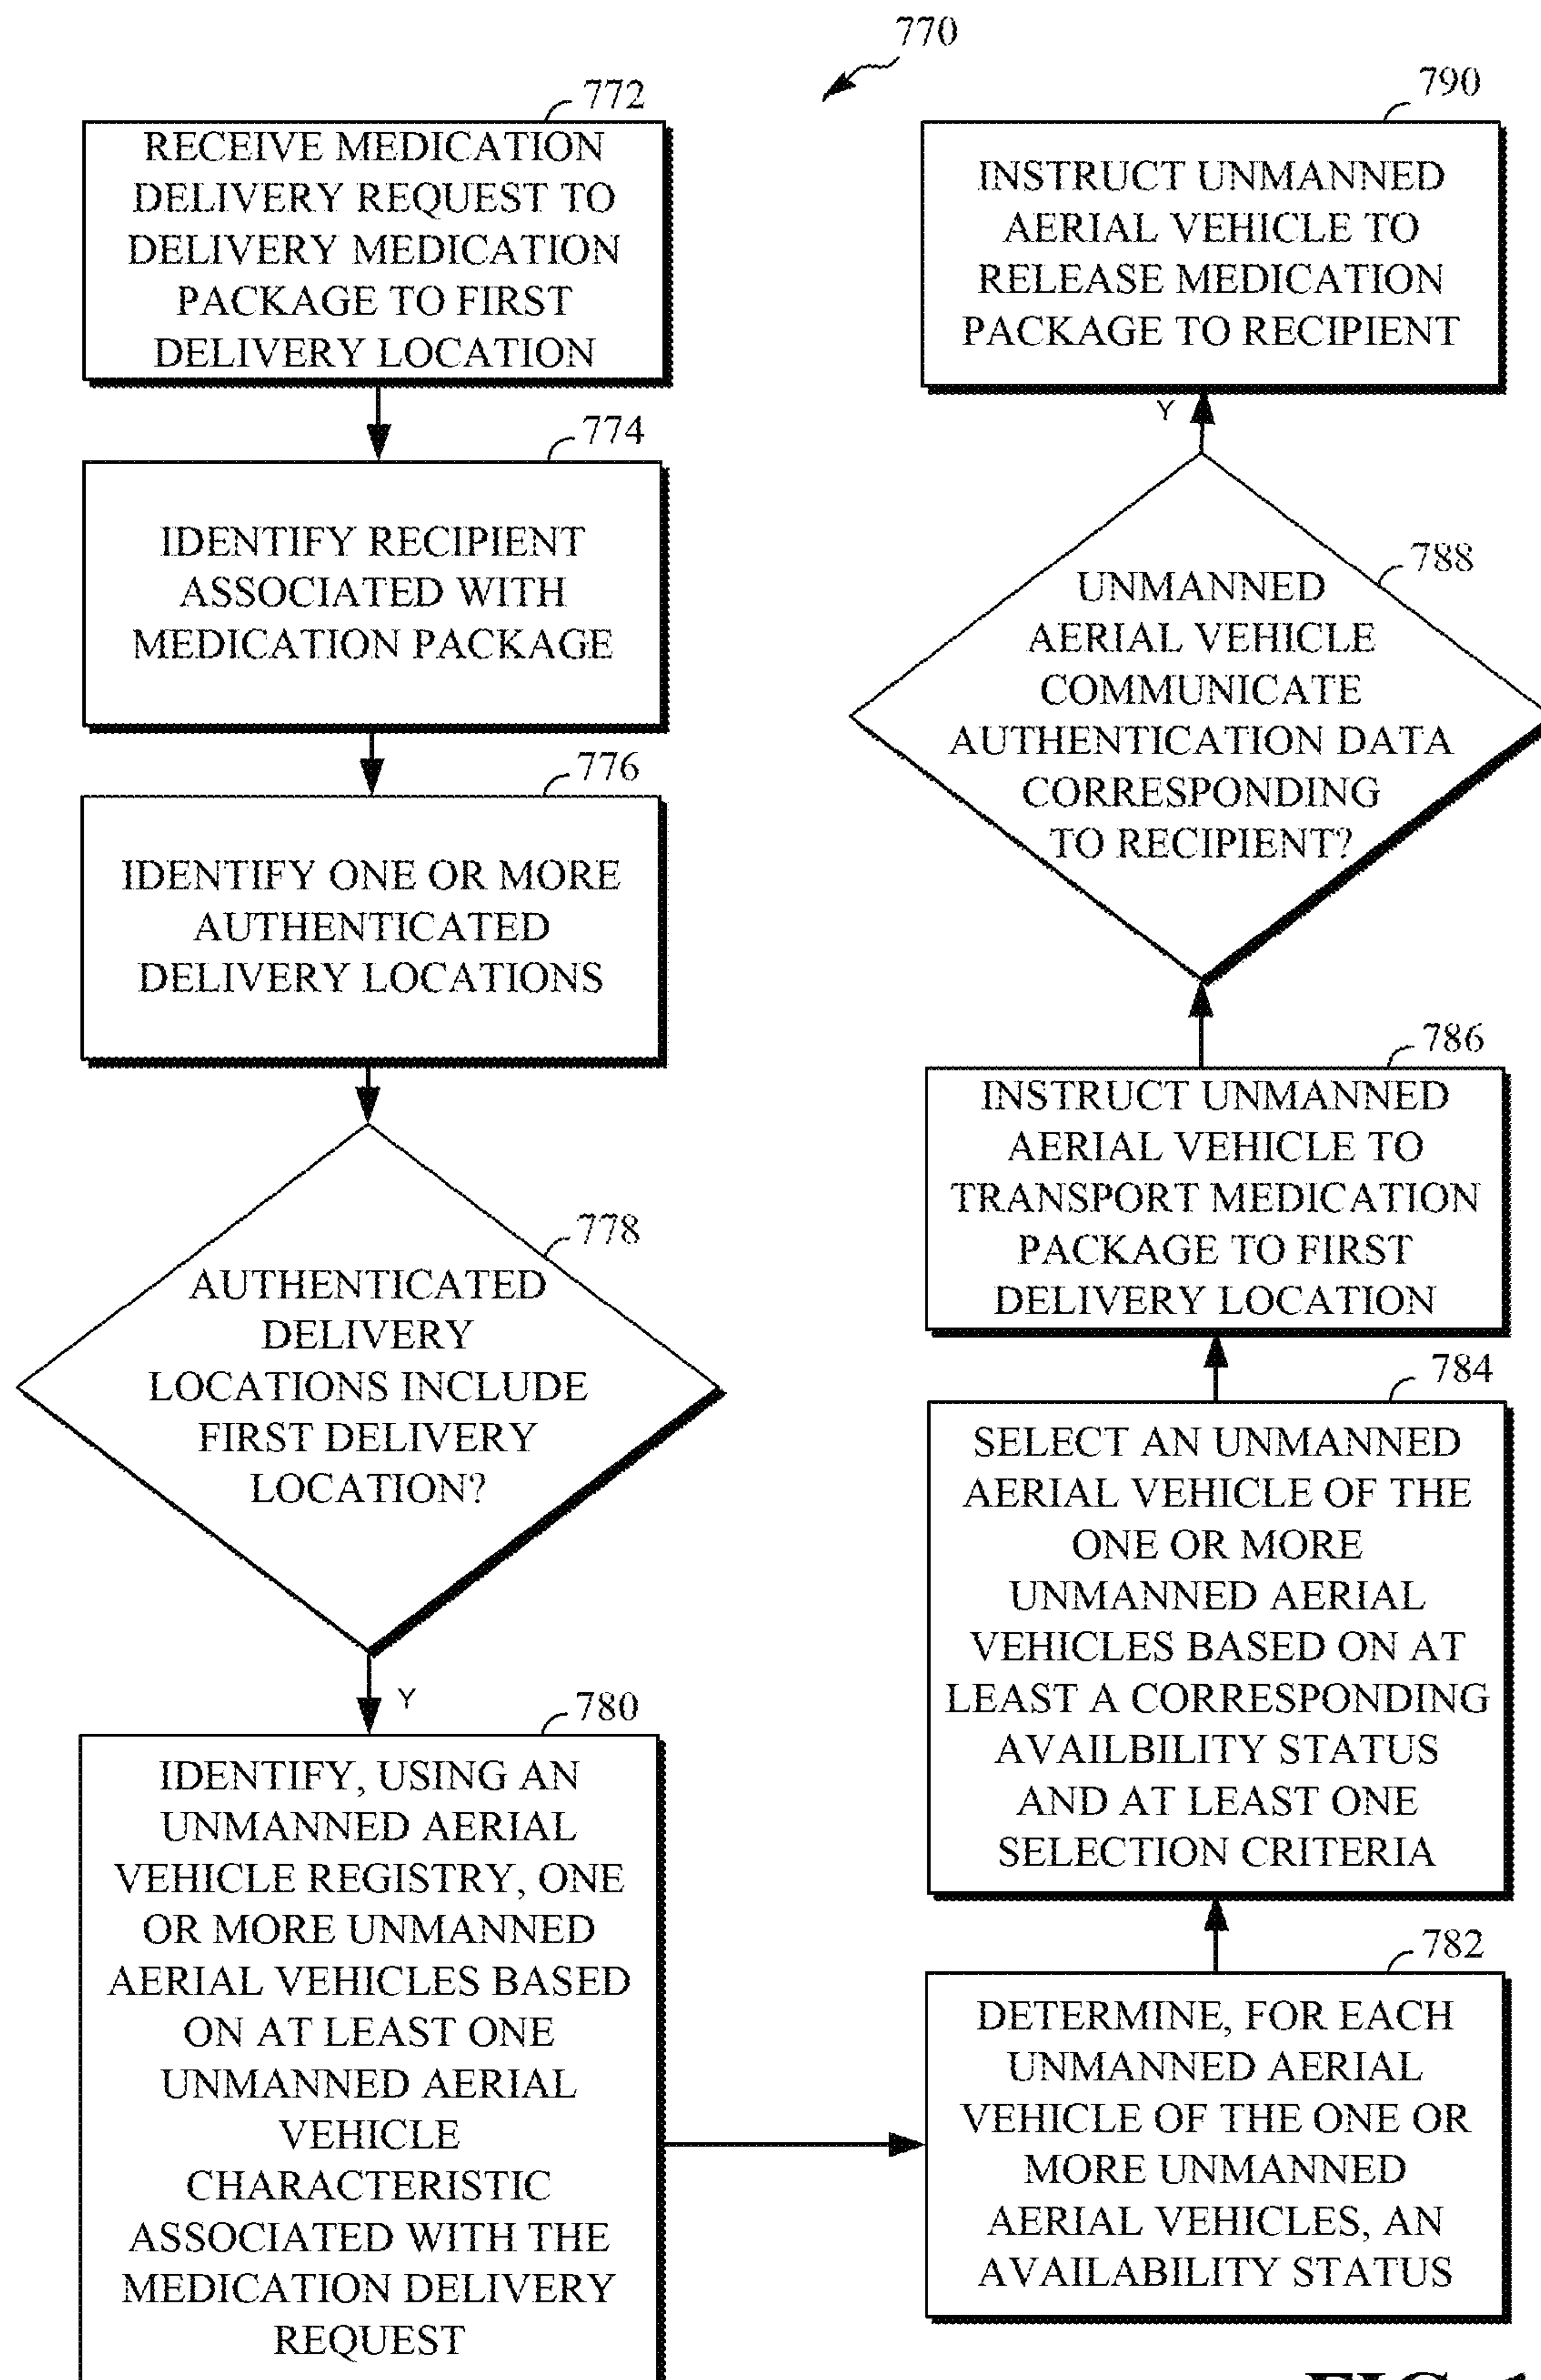 770
772
RECEIVE MEDICATION
DELIVERY REQUEST TO
DELIVERY MEDICATION
PACKAGE TO FIRST
DELIVERY LOCATION
774
IDENTIFY RECIPIENT
ASSOCIATED WITH
MEDICATION PACKAGE
776
IDENTIFY ONE OR MORE
AUTHENTICATED
DELIVERY LOCATIONS
778
AUTHENTICATED
DELIVERY
LOCATIONS INCLUDE
FIRST DELIVERY
LOCATION?
Y
780
IDENTIFY, USING AN
UNMANNED AERIAL
VEHICLE REGISTRY, ONE
OR MORE UNMANNED
AERIAL VEHICLES BASED
ON AT LEAST ONE
UNMANNED AERIAL
VEHICLE
CHARACTERISTIC
ASSOCIATED WITH THE
MEDICATION DELIVERY
REQUEST
782
DETERMINE, FOR EACH
UNMANNED AERIAL
VEHICLE OF THE ONE OR
MORE UNMANNED
AERIAL VEHICLES, AN
AVAILABILITY STATUS
784
SELECT AN UNMANNED
AERIAL VEHICLE OF THE
ONE OR MORE
UNMANNED AERIAL
VEHICLES BASED ON AT
LEAST A CORRESPONDING
AVAILBILITY STATUS
AND AT LEAST ONE
SELECTION CRITERIA
786
INSTRUCT UNMANNED
AERIAL VEHICLE TO
TRANSPORT MEDICATION
PACKAGE TO FIRST
DELIVERY LOCATION
788
UNMANNED
AERIAL VEHICLE
COMMUNICATE
AUTHENTICATION DATA
CORRESPONDING
TO RECIPIENT?
Y
790
INSTRUCT UNMANNED
AERIAL VEHICLE TO
RELEASE MEDICATION
PACKAGE TO RECIPIENT